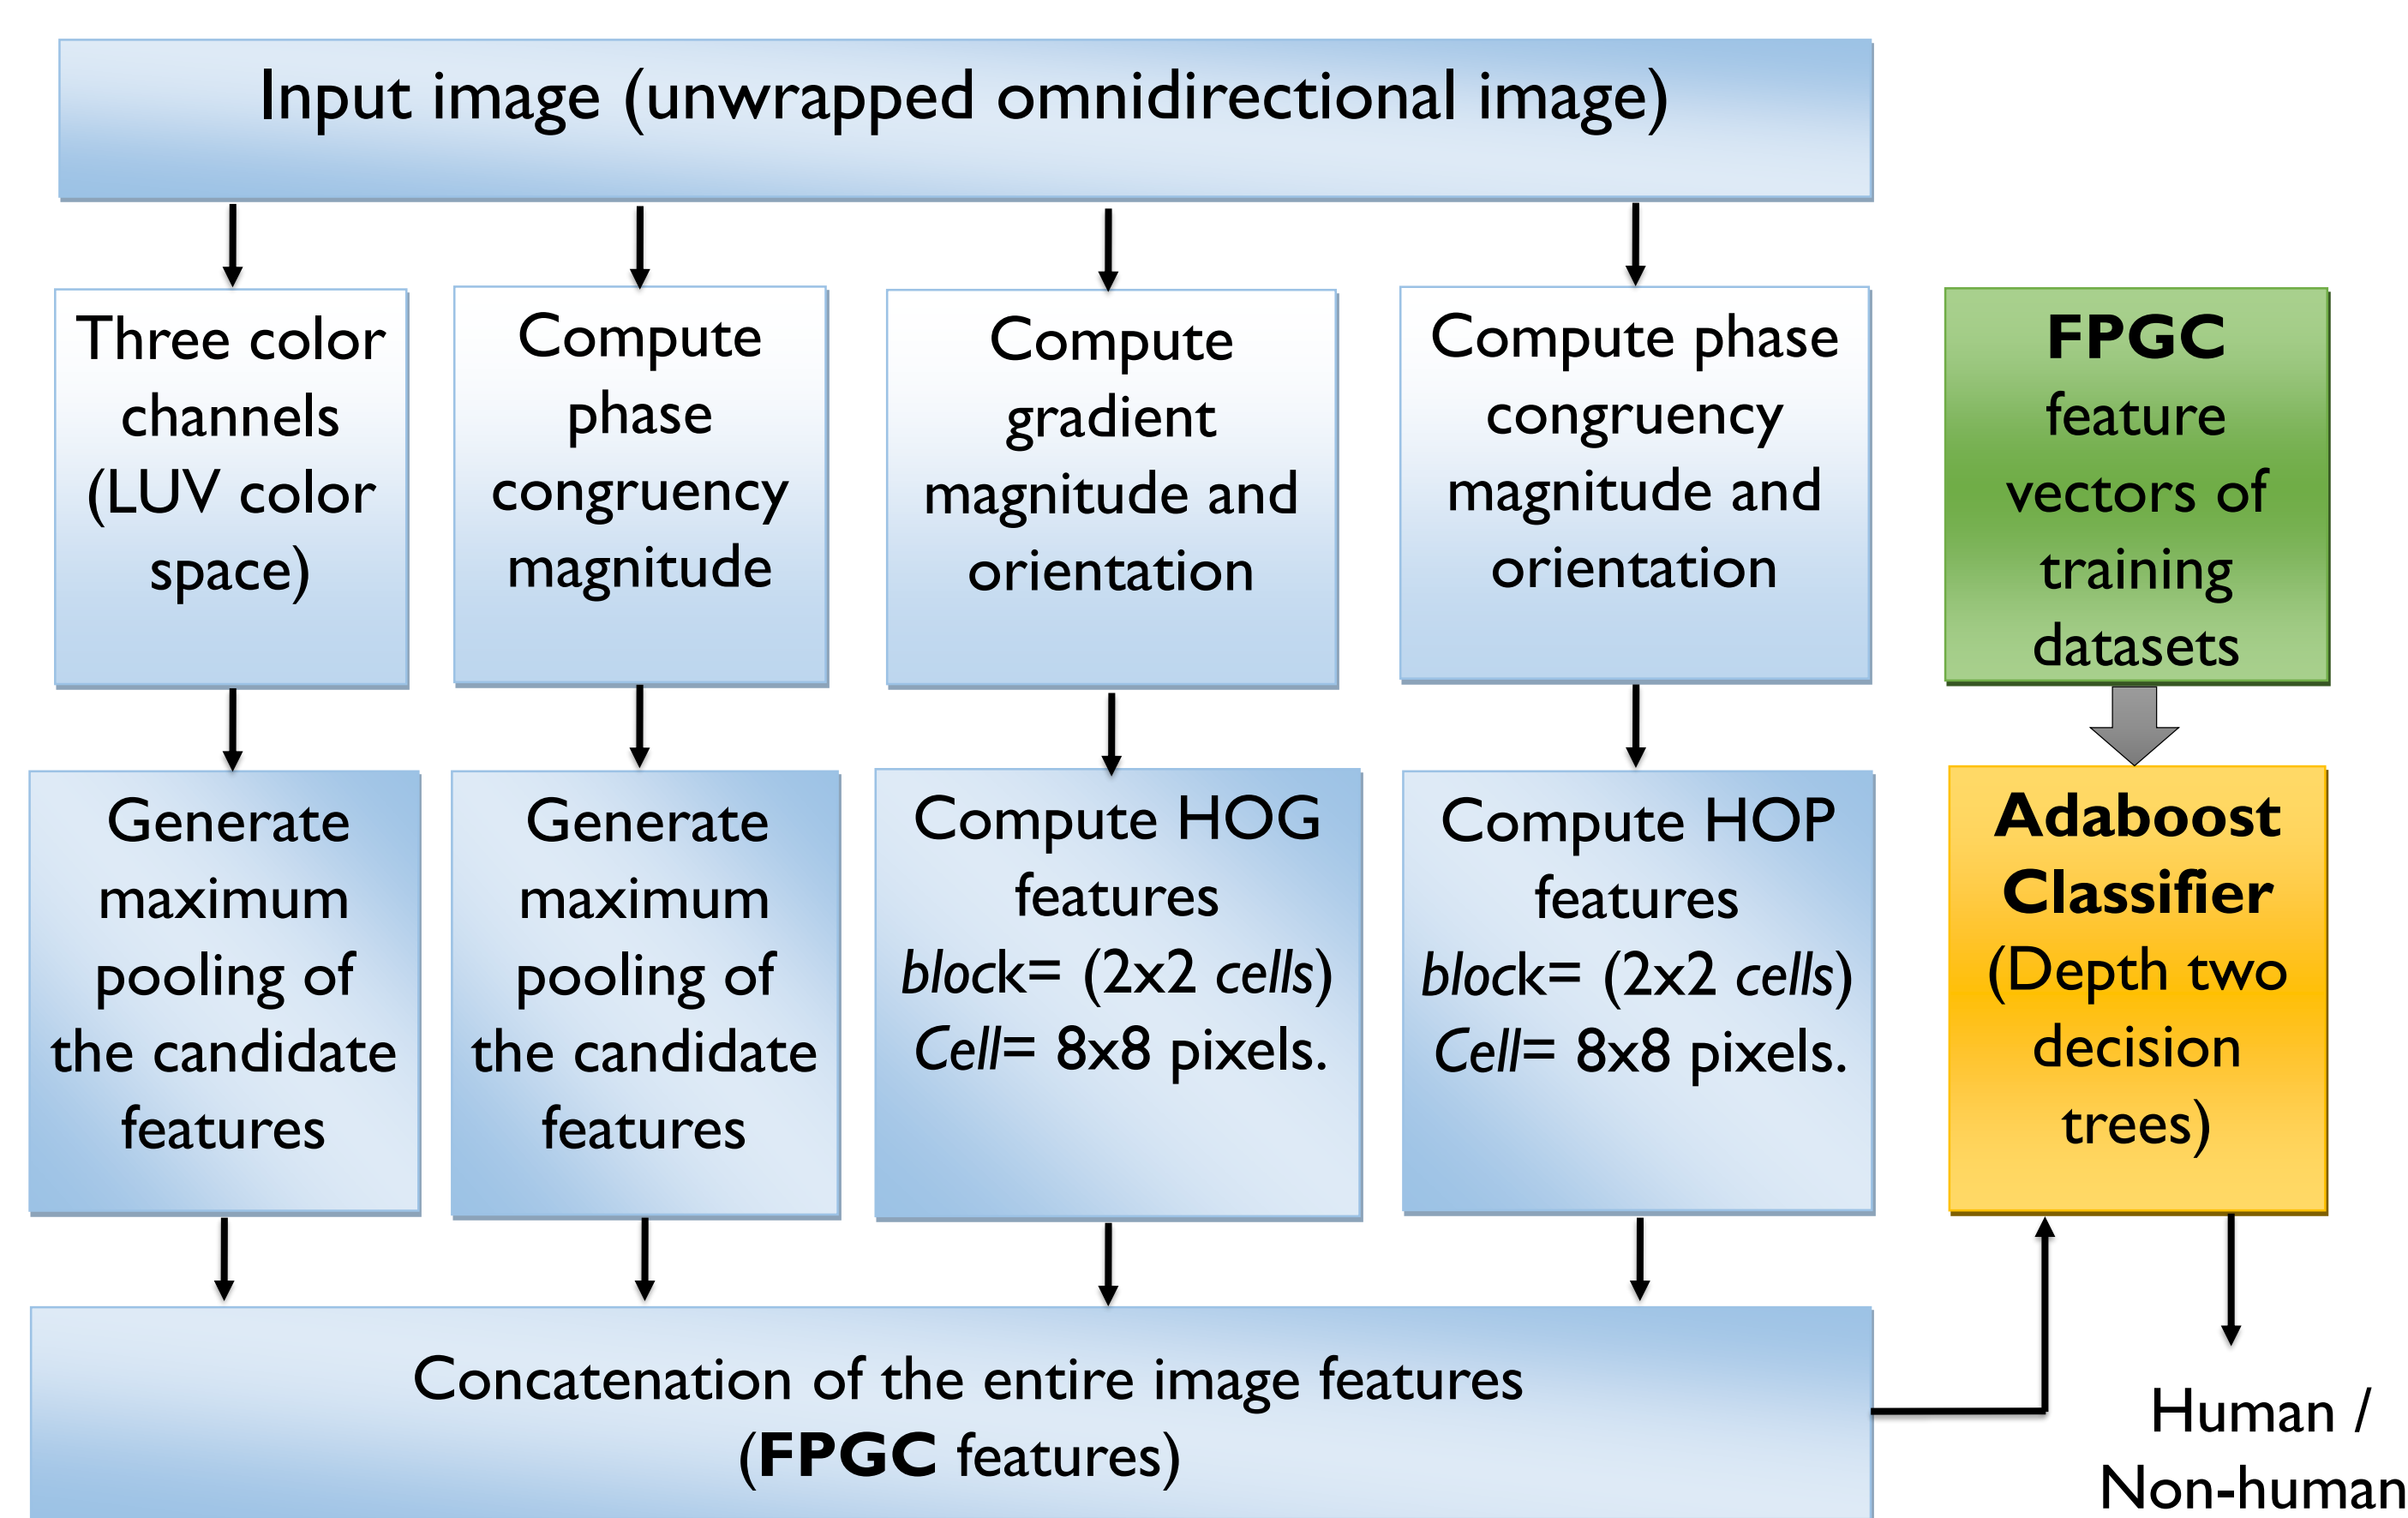 Input image (unwrapped omnidirectional image)
Three color
channels
(LUV color
space)
Compute
phase
congruency
magnitude
Compute
gradient
magnitude and
orientation
Compute phase
congruency
magnitude and
orientation
FPGC
feature
vectors of
training
datasets
Generate
maximum
pooling of
the candidate
features
Generate
maximum
pooling of
the candidate
features
Compute HOG
features
block= (2x2 cells)
Cell= 8x8 pixels.
Compute HOP
features
block= (2x2 cells)
Cell= 8x8 pixels.
Adaboost
Classifier
(Depth two
decision
trees)
Concatenation of the entire image features
(FPGC features)
Human /
Non-human